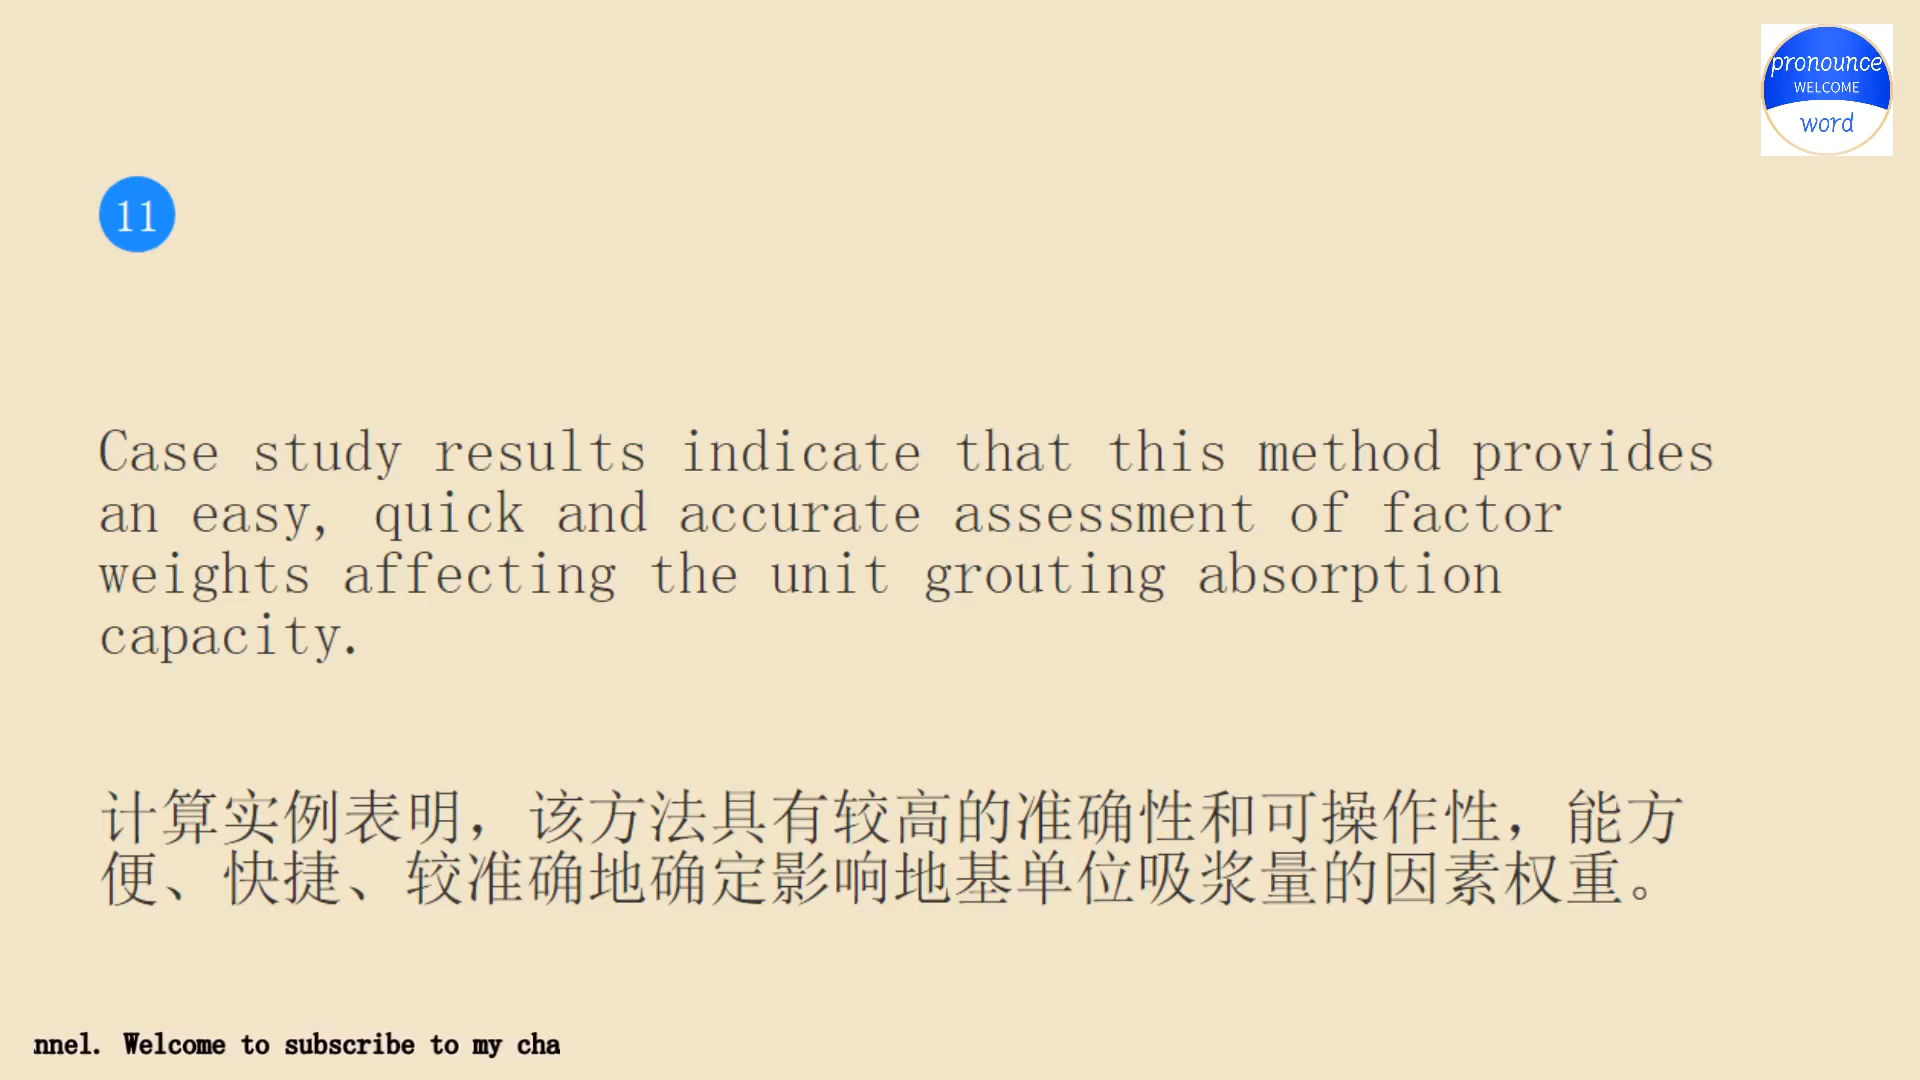 pronounce
WELCOME
word
11
Case study results indicate that this method provides
an easy, quick and accurate assessment of factor
weights affecting the unit grouting absorption
capacity.
计算实例表明，该方法具有较高的准确性和可操作性，能方
便、快捷、较准确地确定影响地基单位吸浆量的因素权重。
nnel. Welcome to subscribe to my cha